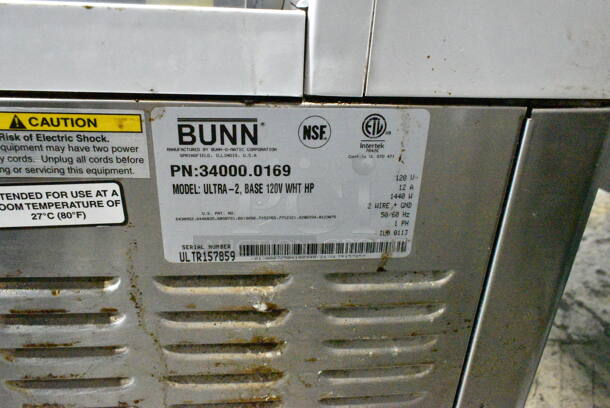 CAUTION
Risk of Electric Shock.
equipment may have two power
y cords. Unplug all cords before
g or servicing this equipment.
TENDED FOR USE AT A
OOM TEMPERATURE OF
27°C (80°F)
BUNN®
MANUFACTURED BY BUNN-O-MATIC CORPORATION
SPRINGFIELD, ILLINOIS, U.S.A
NSF
ETL
Intertek
PN:34000.0169
MODEL: ULTRA-2, BASE 120V WHT HP
120 V~
12 A
1440 W
2 WIRE + GND
50/60 Hz
1 PH
U.S. PAT. NO.
SERIAL NUMBER
ULTR157859